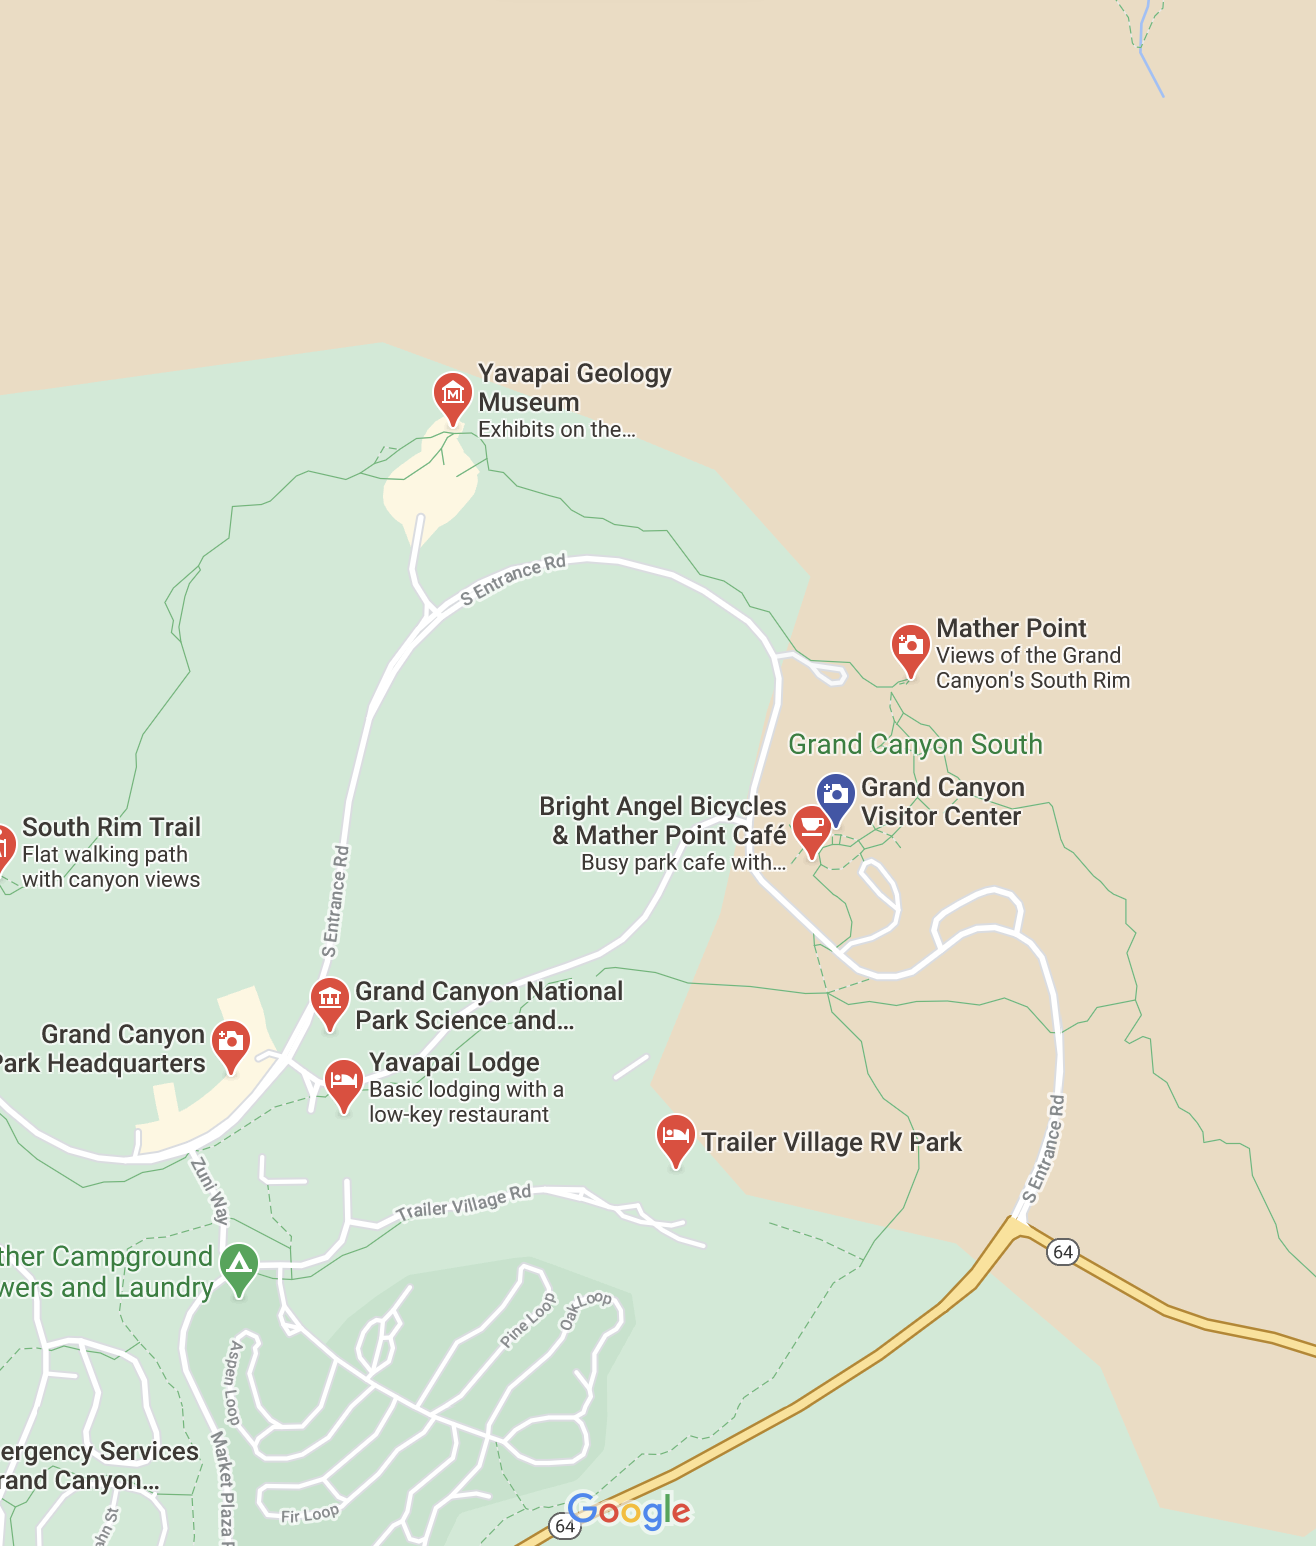 Yavapai Geology
Museum
Exhibits on the...
S Entrance Rd
Mather Point
Views of the Grand
Canyon's South Rim
Grand Canyon South
Grand Canyon
Visitor Center
Bright Angel Bicycles
& Mather Point Café
Busy park cafe with...
South Rim Trail
Flat walking path
with canyon views
S Entrance Rd
Grand Canyon National
Park Science and...
Grand Canyon
Park Headquarters
Yavapai Lodge
Basic lodging with a
low-key restaurant
Trailer Village RV Park
S Entrance Rd
Zuni Way
Trailer Village Rd
64
ther Campground
wers and Laundry
Pine Loop
Oak Loop
Aspen Loop
Market Plaza R
ergency Services
rand Canyon...
Fir Loop
ahn St
64
Google